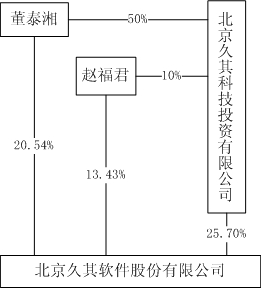 董泰湘
50%
北京久其科技投资有限公司
赵福君
10%
20.54%
13.43%
25.70%
北京久其软件股份有限公司